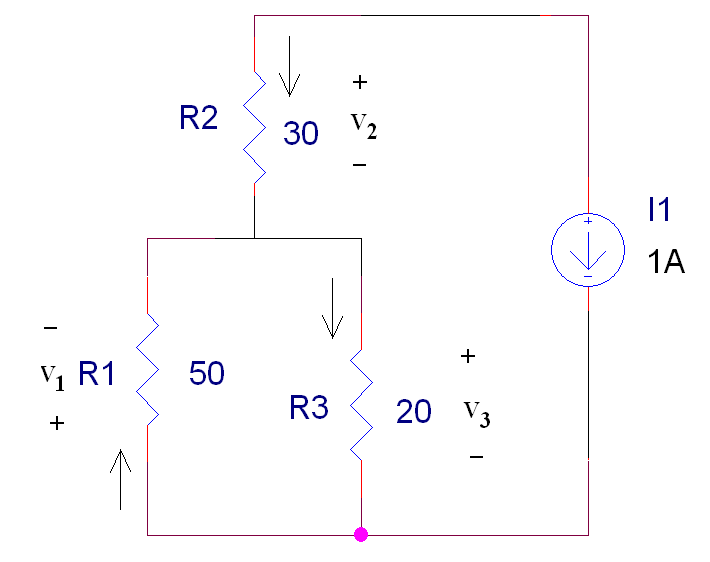 R2
30
+
v2
−
I1
1A
+
−
−
v1
+
R1
50
R3
20
+
v3
−